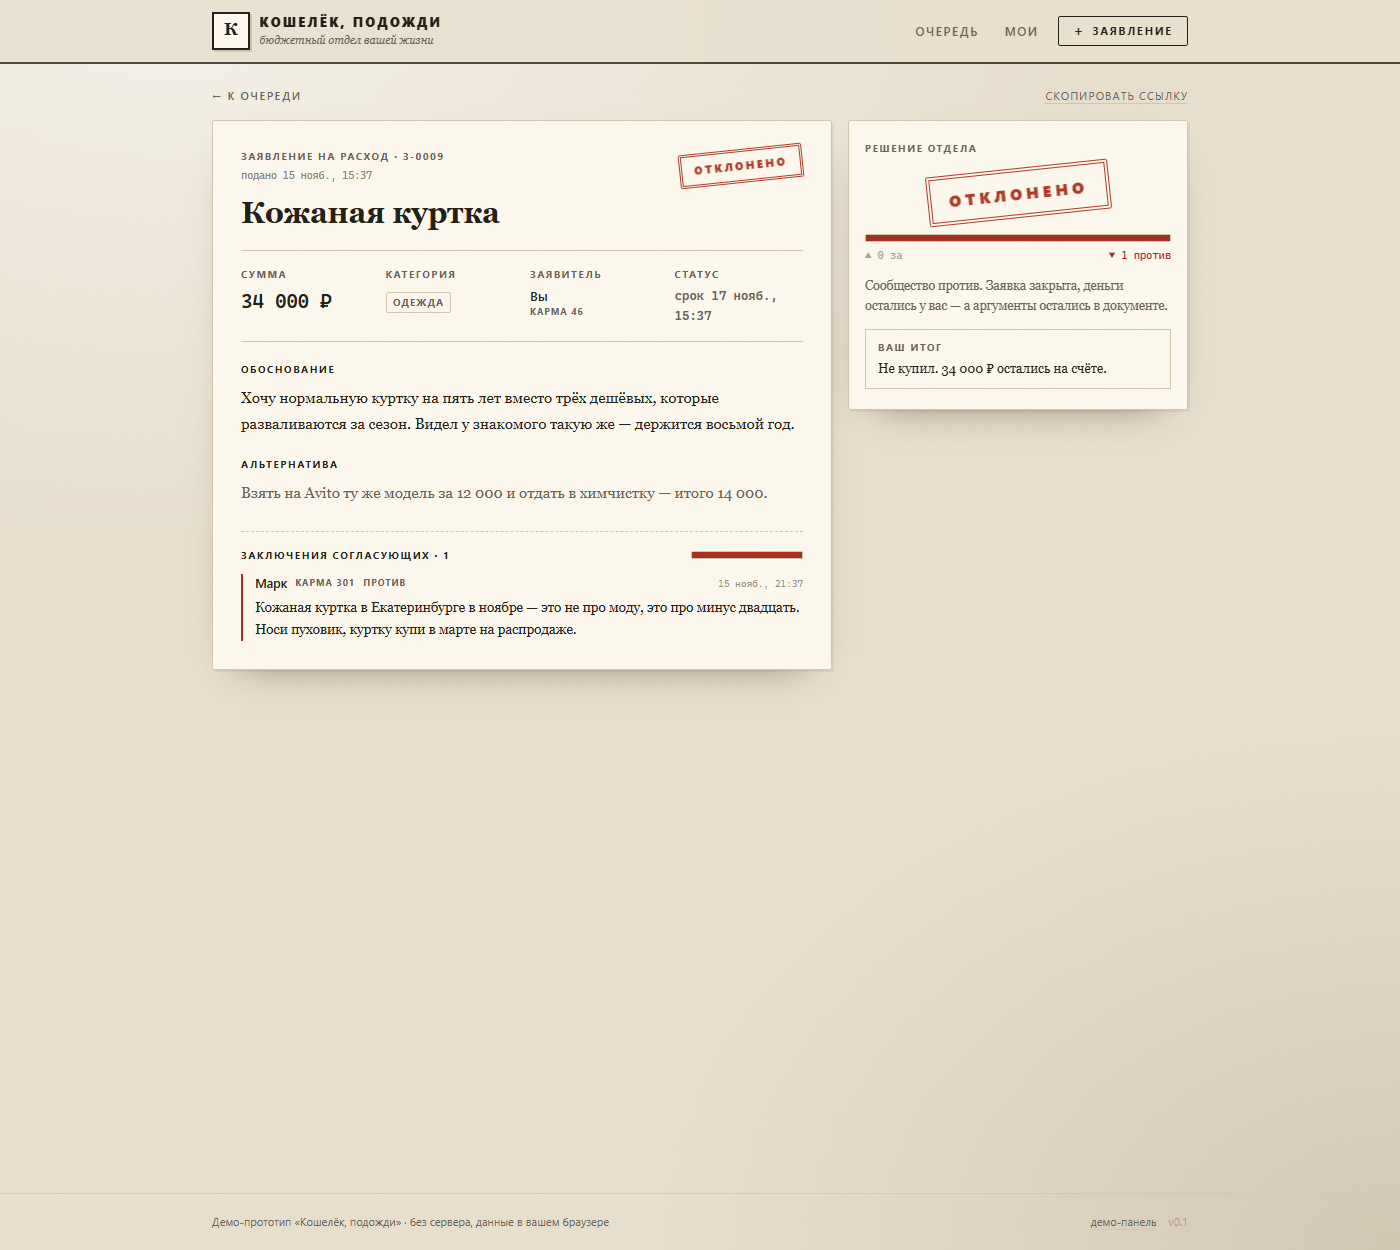 К
КОШЕЛЁК, ПОДОЖДИ
бюджетный отдел вашей жизни
ОЧЕРЕДЬ
МОИ
+ ЗАЯВЛЕНИЕ
← К ОЧЕРЕДИ
СКОПИРОВАТЬ ССЫЛКУ
ЗАЯВЛЕНИЕ НА РАСХОД · З-0009
подано 15 нояб., 15:37
ОТКЛОНЕНО
Кожаная куртка
СУММА
34 000 ₽
КАТЕГОРИЯ
ОДЕЖДА
ЗАЯВИТЕЛЬ
Вы
КАРМА 46
СТАТУС
срок 17 нояб.,
15:37
ОБОСНОВАНИЕ
Хочу нормальную куртку на пять лет вместо трёх дешёвых, которые
разваливаются за сезон. Видел у знакомого такую же — держится восьмой год.
АЛЬТЕРНАТИВА
Взять на Avito ту же модель за 12 000 и отдать в химчистку — итого 14 000.
ЗАКЛЮЧЕНИЯ СОГЛАСУЮЩИХ · 1
Марк КАРМА 301 ПРОТИВ
15 нояб., 21:37
Кожаная куртка в Екатеринбурге в ноябре — это не про моду, это про минус двадцать.
Носи пуховик, куртку купи в марте на распродаже.
РЕШЕНИЕ ОТДЕЛА
ОТКЛОНЕНО
▲ 0 за
▼ 1 против
Сообщество против. Заявка закрыта, деньги
остались у вас — а аргументы остались в документе.
ВАШ ИТОГ
Не купил. 34 000 ₽ остались на счёте.
Демо-прототип «Кошелёк, подожди» · без сервера, данные в вашем браузере
демо-панель
v0.1